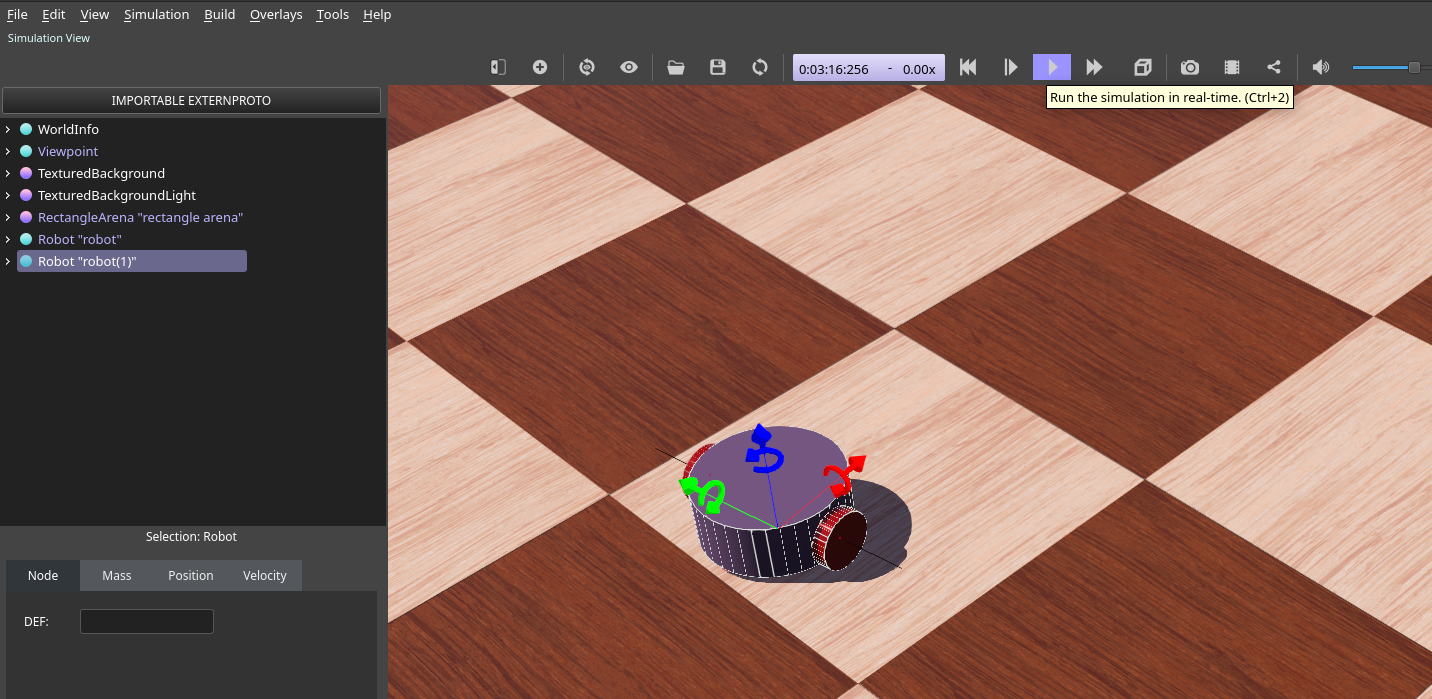 File Edit View Simulation Build Overlays Tools Help
Simulation View
0:03:16:256 - 0.00x
Run the simulation in real-time. (Ctrl+2)
IMPORTABLE EXTERNPROTO
WorldInfo
Viewpoint
TexturedBackground
TexturedBackgroundLight
RectangleArena "rectangle arena"
Robot "robot"
Robot "robot(1)"
Selection: Robot
Node Mass Position Velocity
DEF: